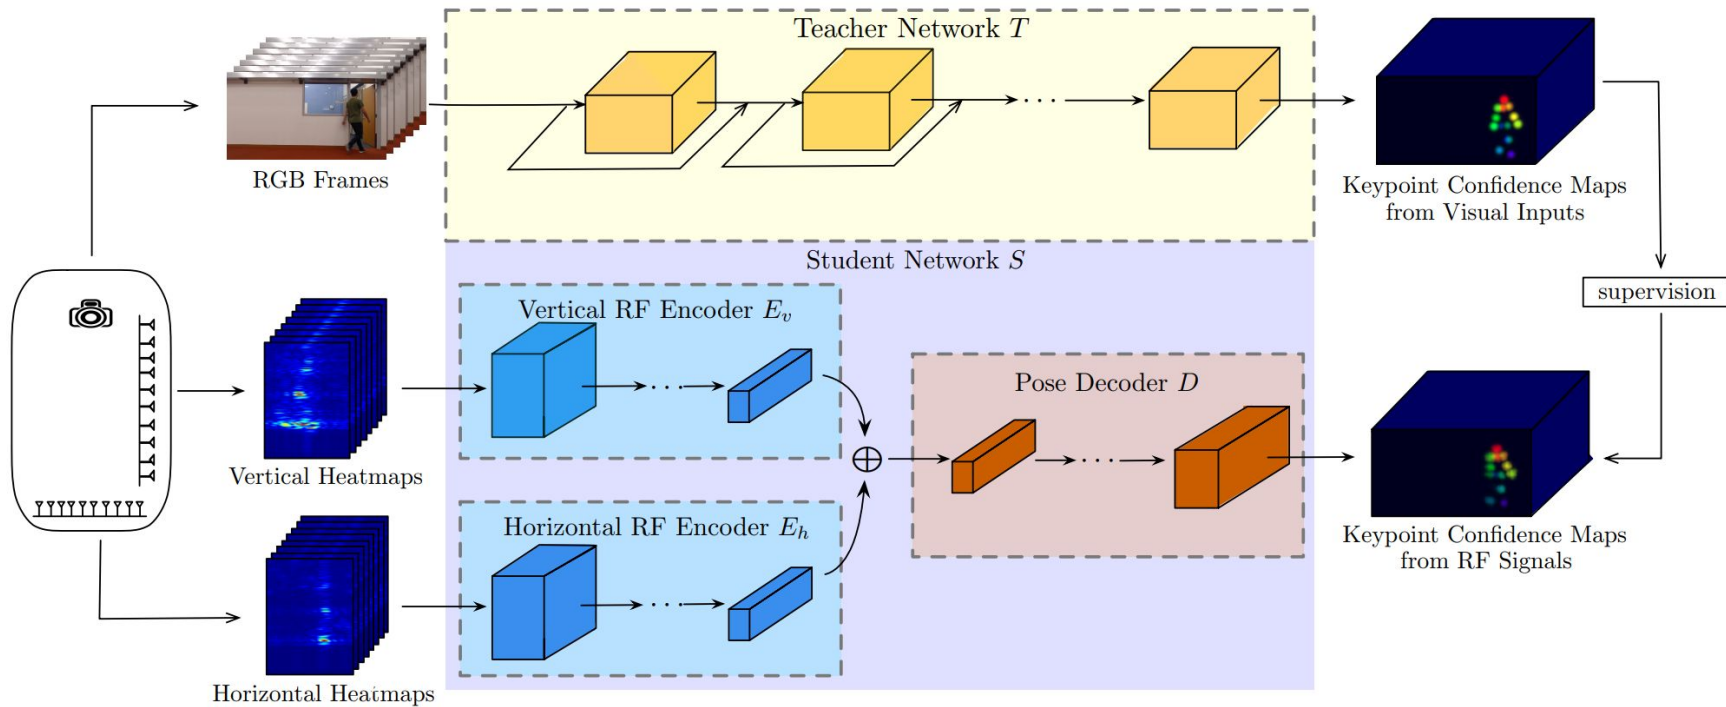 Teacher Network T
RGB Frames
Keypoint Confidence Maps
from Visual Inputs
Student Network S
supervision
Vertical RF Encoder E_v
Vertical Heatmaps
Pose Decoder D
Horizontal RF Encoder E_h
Keypoint Confidence Maps
from RF Signals
Horizontal Heatmaps